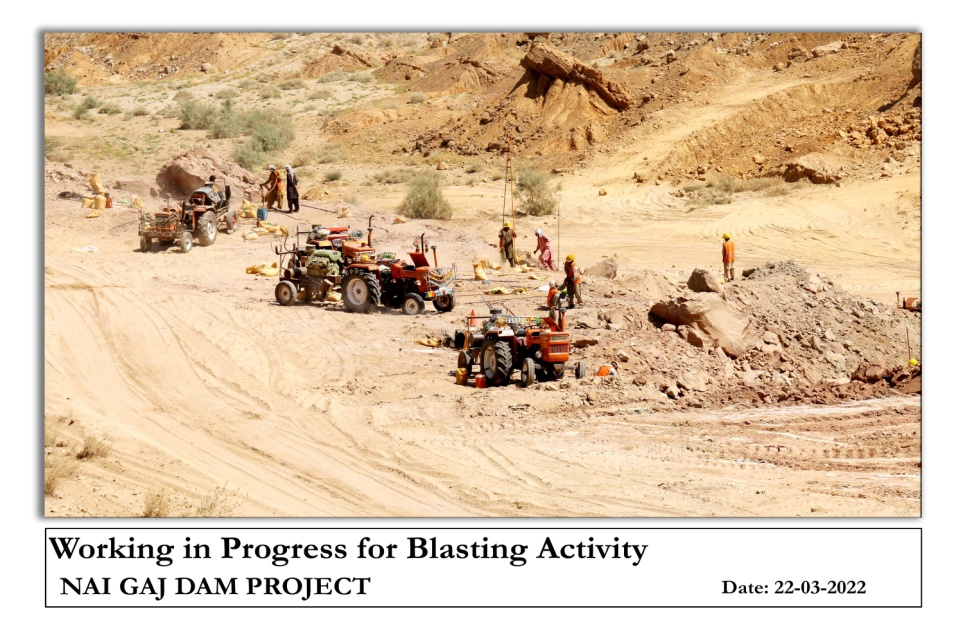 Working in Progress for Blasting Activity
NAI GAJ DAM PROJECT Date: 22-03-2022